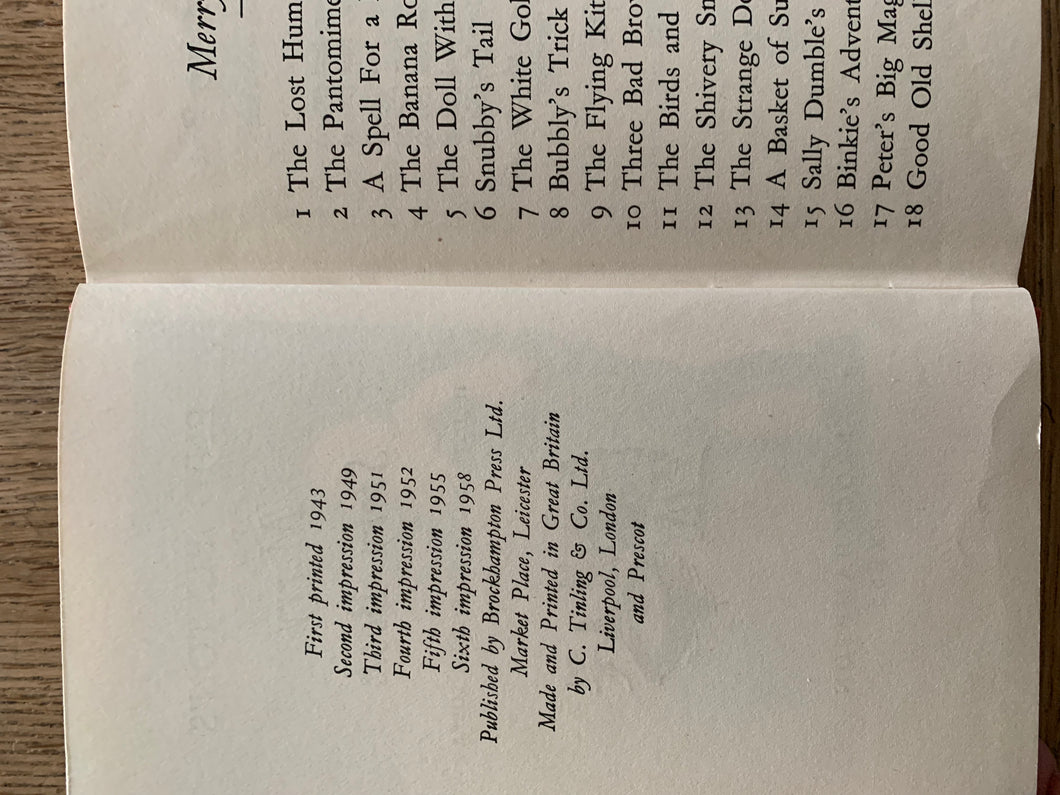 First printed 1943
Second impression 1949
Third impression 1951
Fourth impression 1952
Fifth impression 1955
Sixth impression 1958
Published by Brockhampton Press Ltd.
Market Place, Leicester
Made and Printed in Great Britain
by C. Tinling & Co. Ltd.
Liverpool, London
and Prescot
Merry
1 The Lost Hum
2 The Pantomime
3 A Spell For a
4 The Banana Ro
5 The Doll With
6 Snubby's Tail
7 The White Gol
8 Bubbly's Trick
9 The Flying Kit
10 Three Bad Bro
11 The Birds and
12 The Shivery Sn
13 The Strange Do
14 A Basket of Su
15 Sally Dumble's
16 Binkie's Advent
17 Peter's Big Mag
18 Good Old Shell